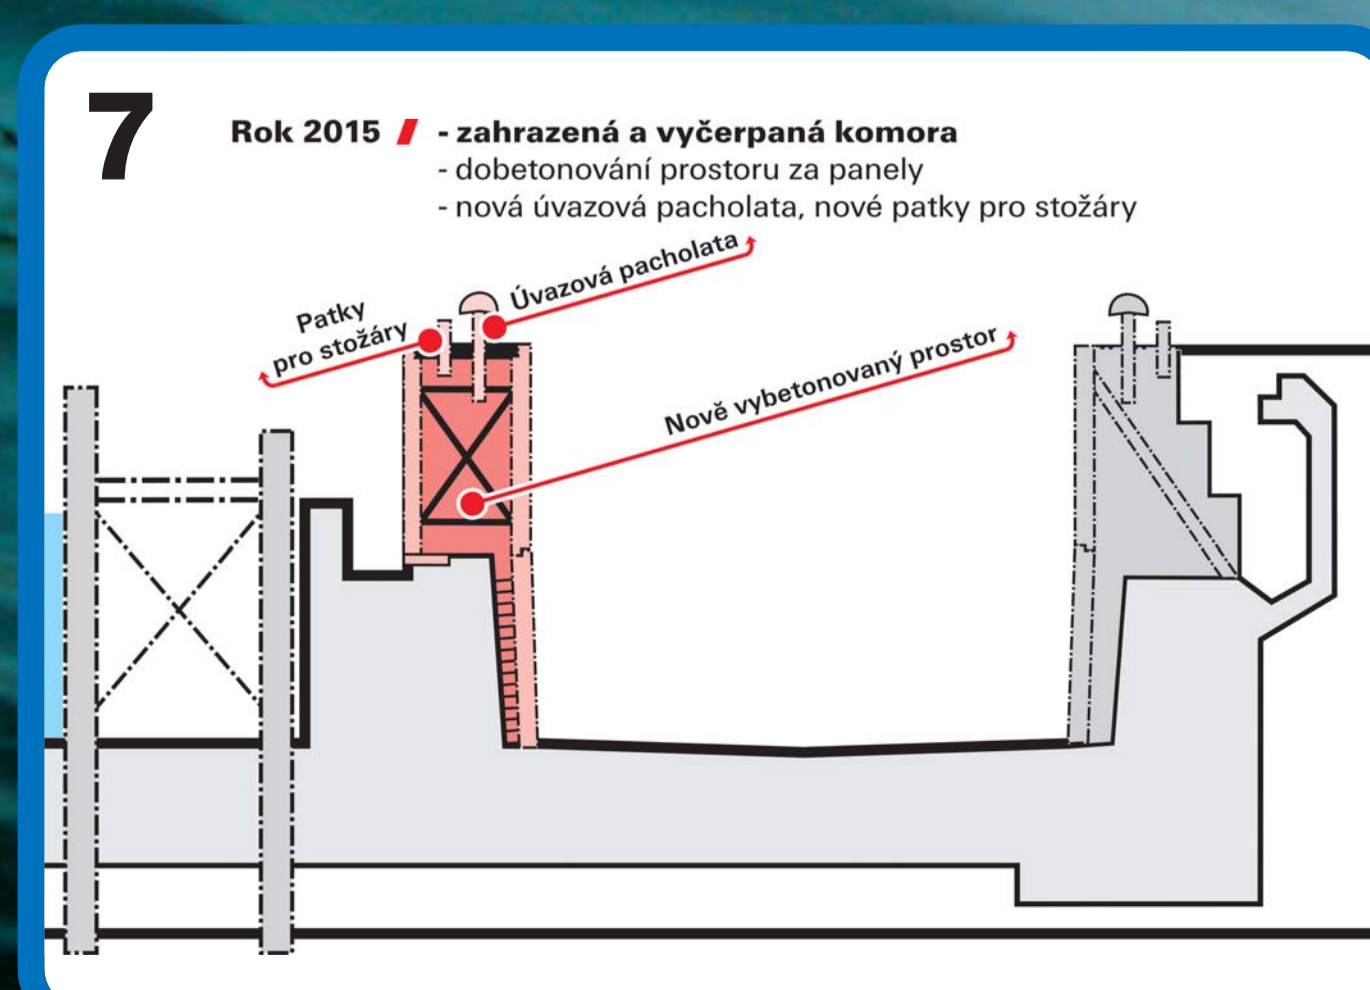 7
Rok 2015 / - zahrazená a vyčerpaná komora
- dobetonování prostoru za panely
- nová úvazová pacholata, nové patky pro stožáry
Patky
pro stožáry
Úvazová pacholata
Nově vybetonovaný prostor